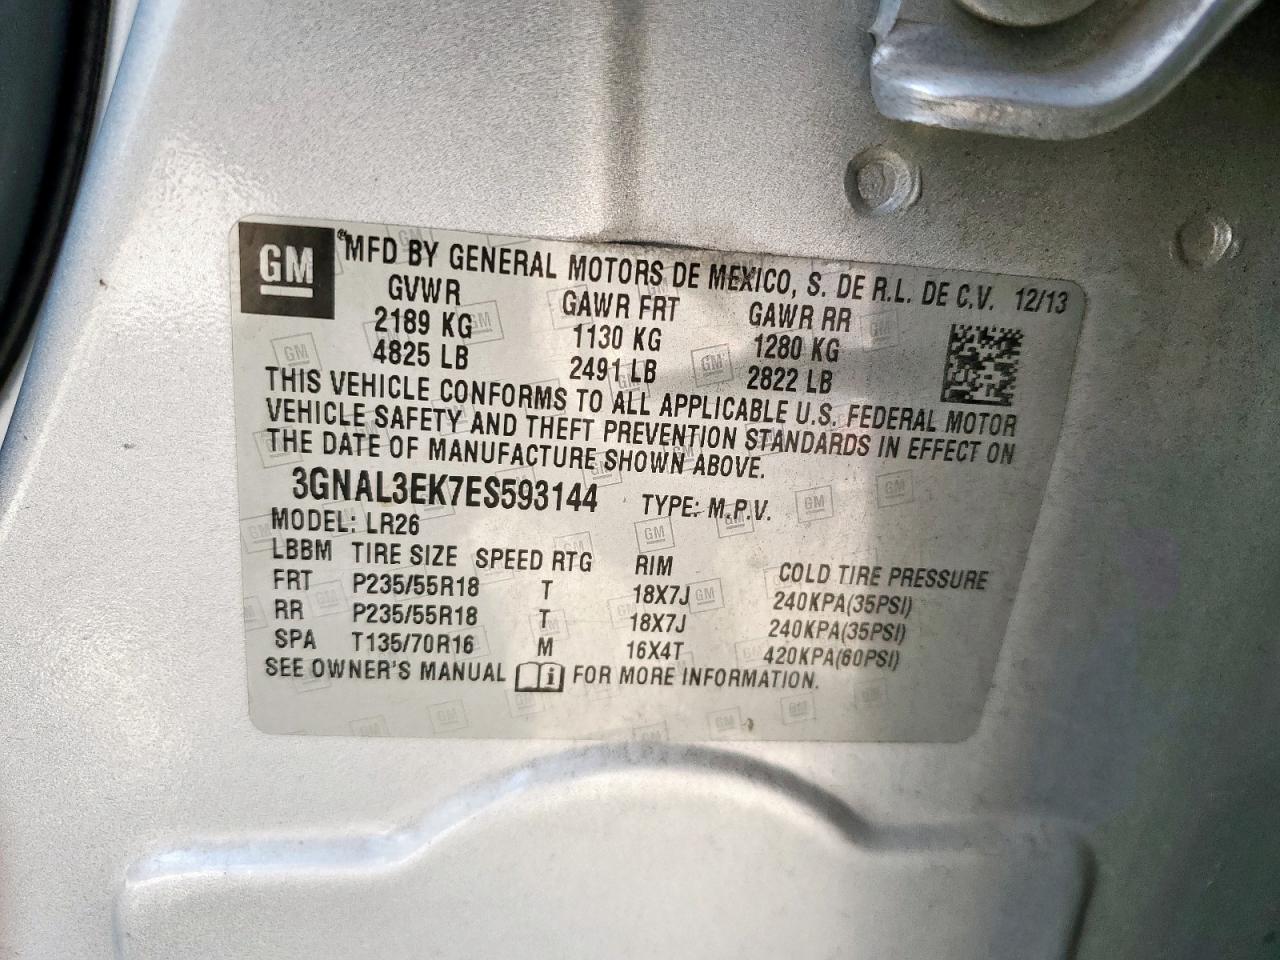 GM ® MFD BY GENERAL MOTORS DE MEXICO, S. DE R.L. DE C.V. 12/13
GVWR GAWR FRT GAWR RR
2189 KG 1130 KG 1280 KG
4825 LB 2491 LB 2822 LB
THIS VEHICLE CONFORMS TO ALL APPLICABLE U.S. FEDERAL MOTOR
VEHICLE SAFETY AND THEFT PREVENTION STANDARDS IN EFFECT ON
THE DATE OF MANUFACTURE SHOWN ABOVE.
3GNAL3EK7ES593144 TYPE: M.P.V.
MODEL: LR26
LBBM TIRE SIZE SPEED RTG RIM COLD TIRE PRESSURE
FRT P235/55R18 T 18X7J 240KPA(35PSI)
RR P235/55R18 T 18X7J 240KPA(35PSI)
SPA T135/70R16 M 16X4T 420KPA(60PSI)
SEE OWNER'S MANUAL i FOR MORE INFORMATION.